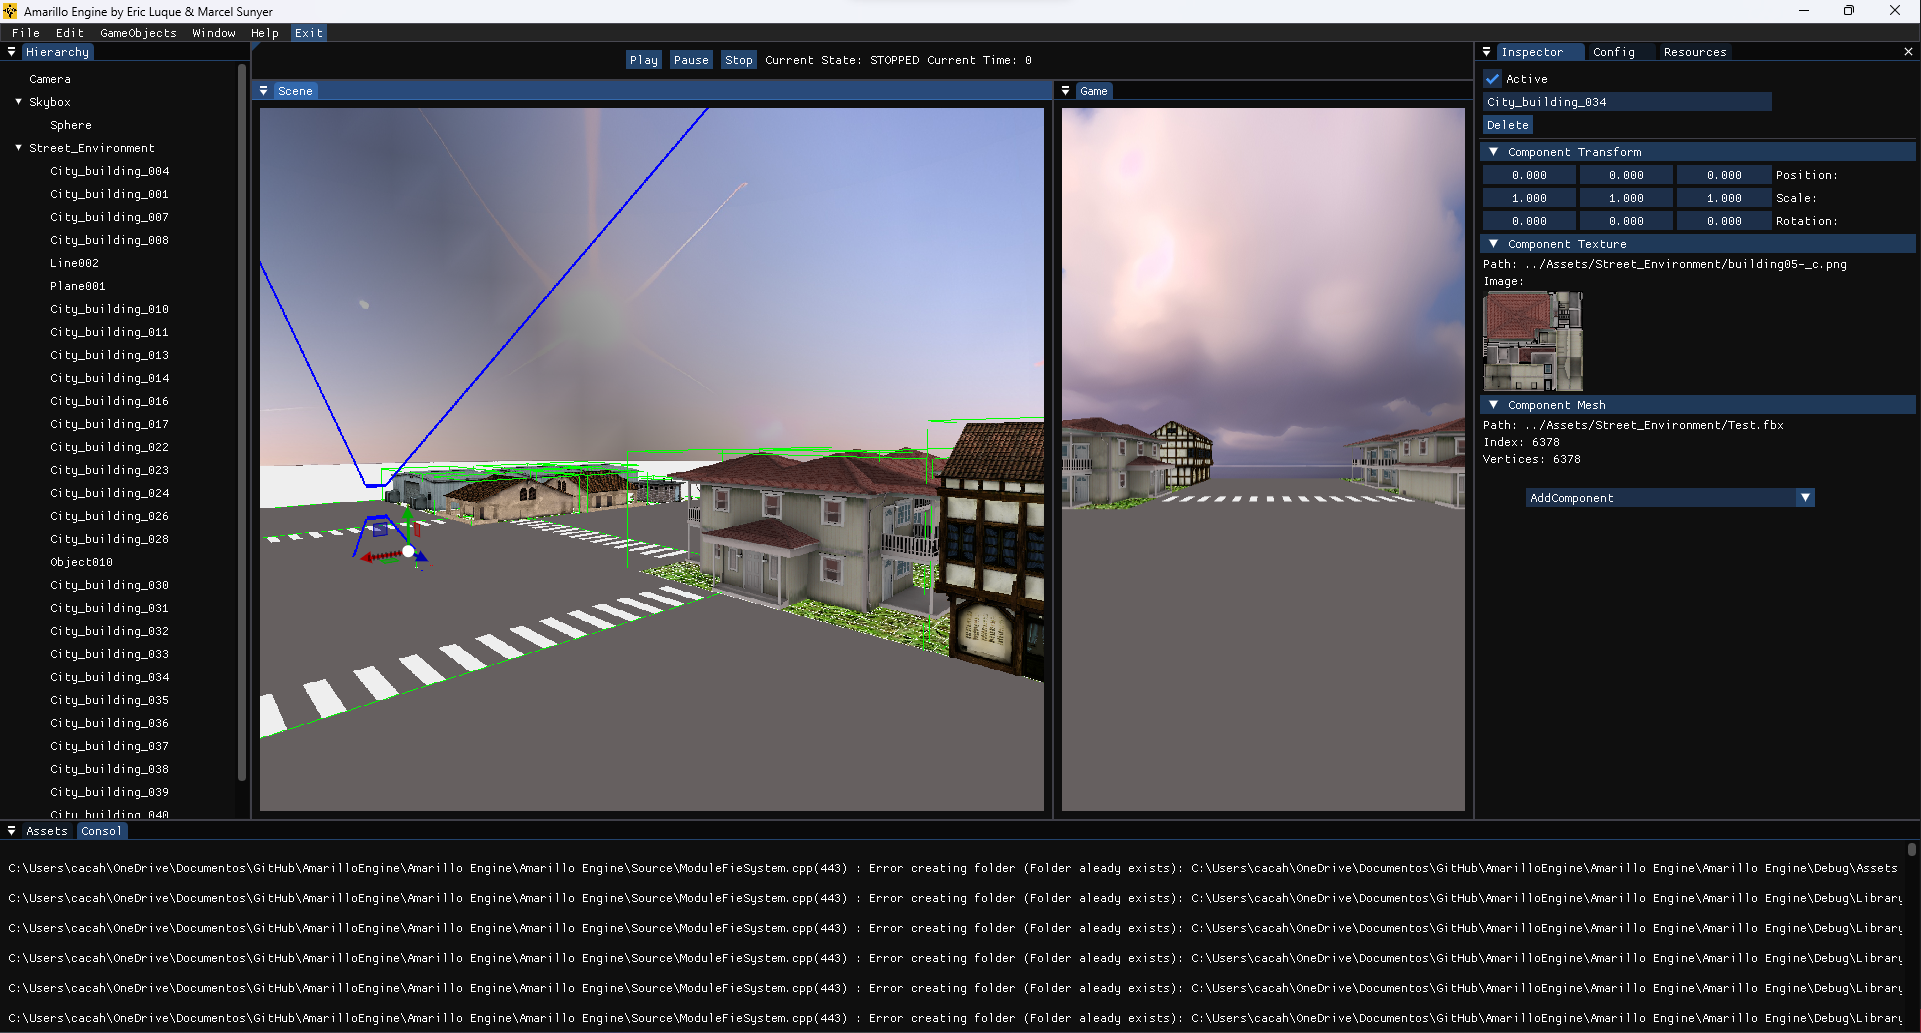 Amarillo Engine by Eric Luque & Marcel Sunyer
File Edit GameObjects Window Help Exit
Hierarchy
Camera
Skybox
Sphere
Street_Environment
City_building_004
City_building_001
City_building_007
City_building_008
Line002
Plane001
City_building_010
City_building_011
City_building_013
City_building_014
City_building_016
City_building_017
City_building_022
City_building_023
City_building_024
City_building_026
City_building_028
Object010
City_building_030
City_building_031
City_building_032
City_building_033
City_building_034
City_building_035
City_building_036
City_building_037
City_building_038
City_building_039
City_building_040
Play Pause Stop Current State: STOPPED Current Time: 0
Scene
Game
Inspector Config Resources
Active
City_building_034
Delete
Component Transform
0.000 0.000 0.000 Position:
1.000 1.000 1.000 Scale:
0.000 0.000 0.000 Rotation:
Component Texture
Path: ../Assets/Street_Environment/building05-_c.png
Image:
Component Mesh
Path: ../Assets/Street_Environment/Test.fbx
Index: 6378
Vertices: 6378
AddComponent
Assets Consol
C:\Users\cacah\OneDrive\Documentos\GitHub\AmarilloEngine\Amarillo Engine\Amarillo Engine\Source\ModuleFieSystem.cpp(443) : Error creating folder (Folder aleady exists): C:\Users\cacah\OneDrive\Documentos\GitHub\AmarilloEngine\Amarillo Engine\Amarillo Engine\Debug\Assets
C:\Users\cacah\OneDrive\Documentos\GitHub\AmarilloEngine\Amarillo Engine\Amarillo Engine\Source\ModuleFieSystem.cpp(443) : Error creating folder (Folder aleady exists): C:\Users\cacah\OneDrive\Documentos\GitHub\AmarilloEngine\Amarillo Engine\Amarillo Engine\Debug\Library
C:\Users\cacah\OneDrive\Documentos\GitHub\AmarilloEngine\Amarillo Engine\Amarillo Engine\Source\ModuleFieSystem.cpp(443) : Error creating folder (Folder aleady exists): C:\Users\cacah\OneDrive\Documentos\GitHub\AmarilloEngine\Amarillo Engine\Amarillo Engine\Debug\Library
C:\Users\cacah\OneDrive\Documentos\GitHub\AmarilloEngine\Amarillo Engine\Amarillo Engine\Source\ModuleFieSystem.cpp(443) : Error creating folder (Folder aleady exists): C:\Users\cacah\OneDrive\Documentos\GitHub\AmarilloEngine\Amarillo Engine\Amarillo Engine\Debug\Library
C:\Users\cacah\OneDrive\Documentos\GitHub\AmarilloEngine\Amarillo Engine\Amarillo Engine\Source\ModuleFieSystem.cpp(443) : Error creating folder (Folder aleady exists): C:\Users\cacah\OneDrive\Documentos\GitHub\AmarilloEngine\Amarillo Engine\Amarillo Engine\Debug\Library
C:\Users\cacah\OneDrive\Documentos\GitHub\AmarilloEngine\Amarillo Engine\Amarillo Engine\Source\ModuleFieSystem.cpp(443) : Error creating folder (Folder aleady exists): C:\Users\cacah\OneDrive\Documentos\GitHub\AmarilloEngine\Amarillo Engine\Amarillo Engine\Debug\Library